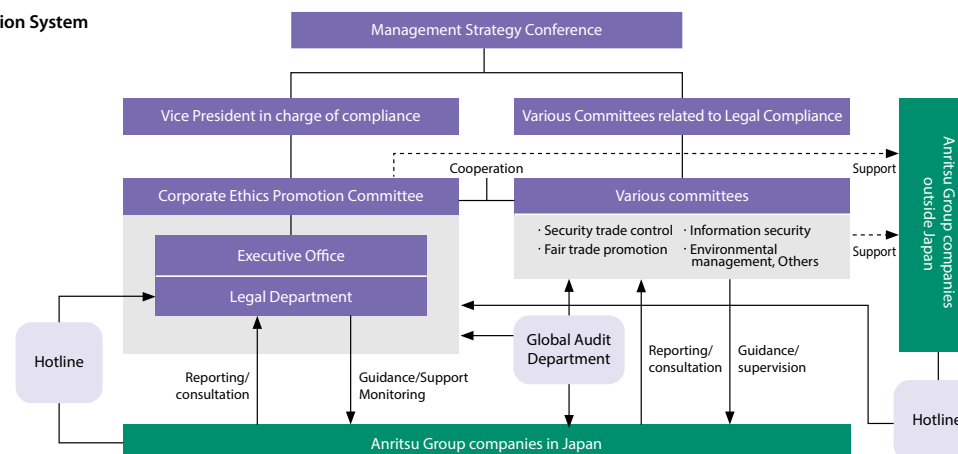 ion System
Management Strategy Conference
Vice President in charge of compliance
Various Committees related to Legal Compliance
Cooperation
Support
Corporate Ethics Promotion Committee
Various committees
· Security trade control
· Information security
· Fair trade promotion
· Environmental
management, Others
Support
Anritsu Group companies
outside Japan
Executive Office
Legal Department
Hotline
Global Audit
Department
Reporting/
consultation
Guidance/Support
Monitoring
Reporting/
consultation
Guidance/
supervision
Hotline
Anritsu Group companies in Japan